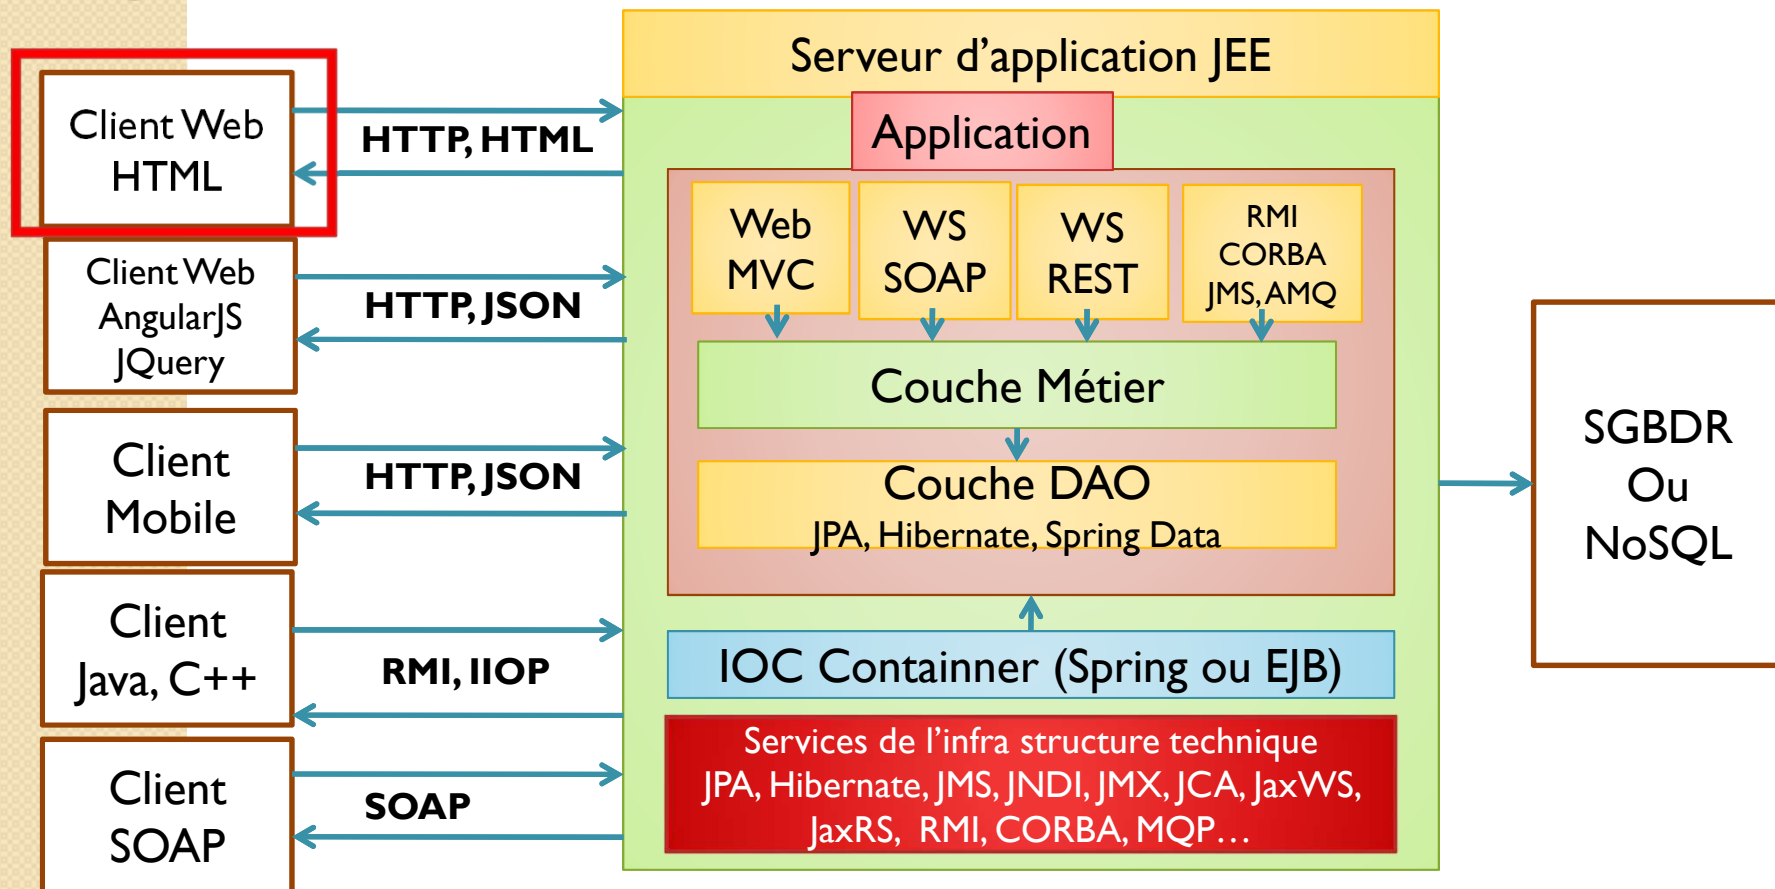 Serveur d’application JEE
Application
Client Web
HTML
HTTP, HTML
Client Web
AngularJS
JQuery
HTTP, JSON
Client
Mobile
HTTP, JSON
Client
Java, C++
RMI, IIOP
Client
SOAP
SOAP
Web
MVC
WS
SOAP
WS
REST
RMI
CORBA
JMS, AMQ
Couche Métier
Couche DAO
JPA, Hibernate, Spring Data
IOC Containner (Spring ou EJB)
Services de l’infra structure technique
JPA, Hibernate, JMS, JNDI, JMX, JCA, JaxWS,
JaxRS, RMI, CORBA, MQP…
SGBDR
Ou
NoSQL